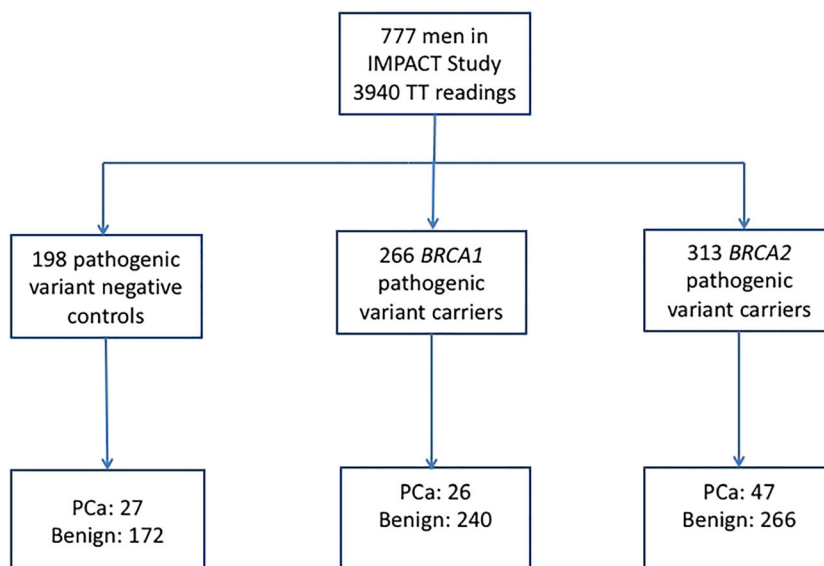 777 men in
IMPACT Study
3940 TT readings
198 pathogenic
variant negative
controls
266 BRCA1
pathogenic
variant carriers
313 BRCA2
pathogenic
variant carriers
PCa: 27
Benign: 172
PCa: 26
Benign: 240
PCa: 47
Benign: 266